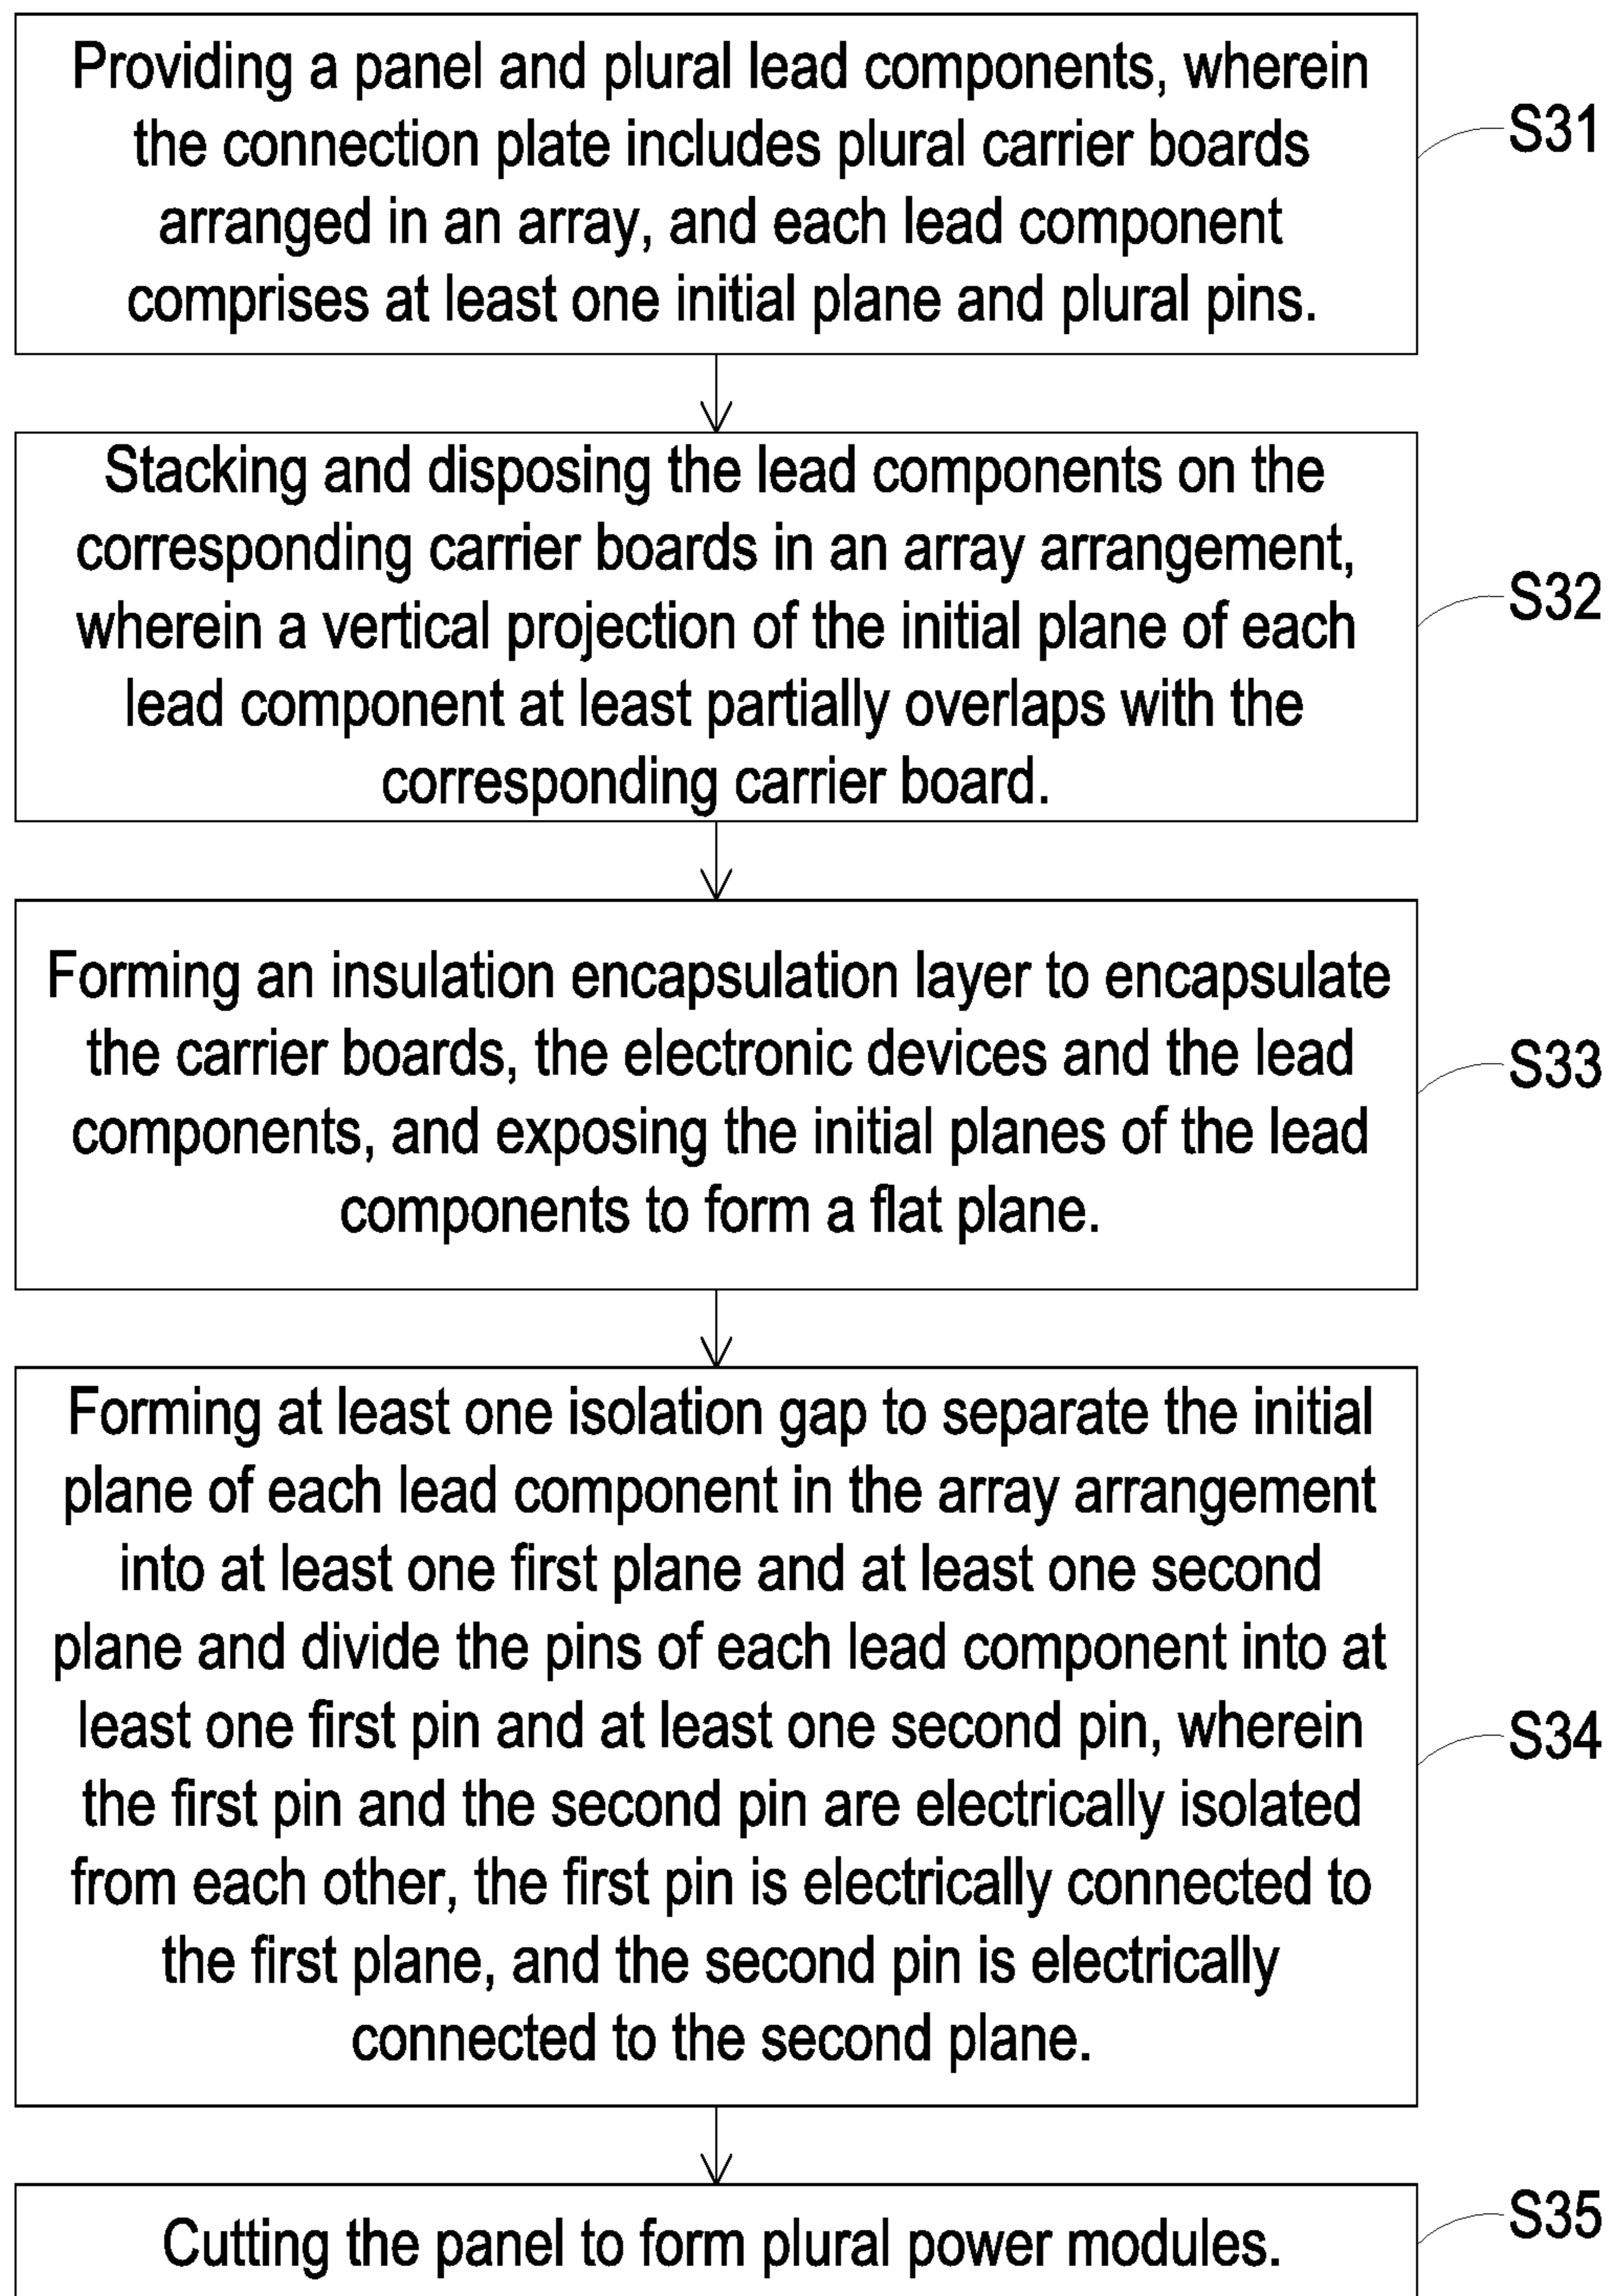 Providing a panel and plural lead components, wherein
the connection plate includes plural carrier boards
arranged in an array, and each lead component
comprises at least one initial plane and plural pins.
S31
Stacking and disposing the lead components on the
corresponding carrier boards in an array arrangement,
wherein a vertical projection of the initial plane of each
lead component at least partially overlaps with the
corresponding carrier board.
S32
Forming an insulation encapsulation layer to encapsulate
the carrier boards, the electronic devices and the lead
components, and exposing the initial planes of the lead
components to form a flat plane.
S33
Forming at least one isolation gap to separate the initial
plane of each lead component in the array arrangement
into at least one first plane and at least one second
plane and divide the pins of each lead component into at
least one first pin and at least one second pin, wherein
the first pin and the second pin are electrically isolated
from each other, the first pin is electrically connected to
the first plane, and the second pin is electrically
connected to the second plane.
S34
Cutting the panel to form plural power modules.
S35